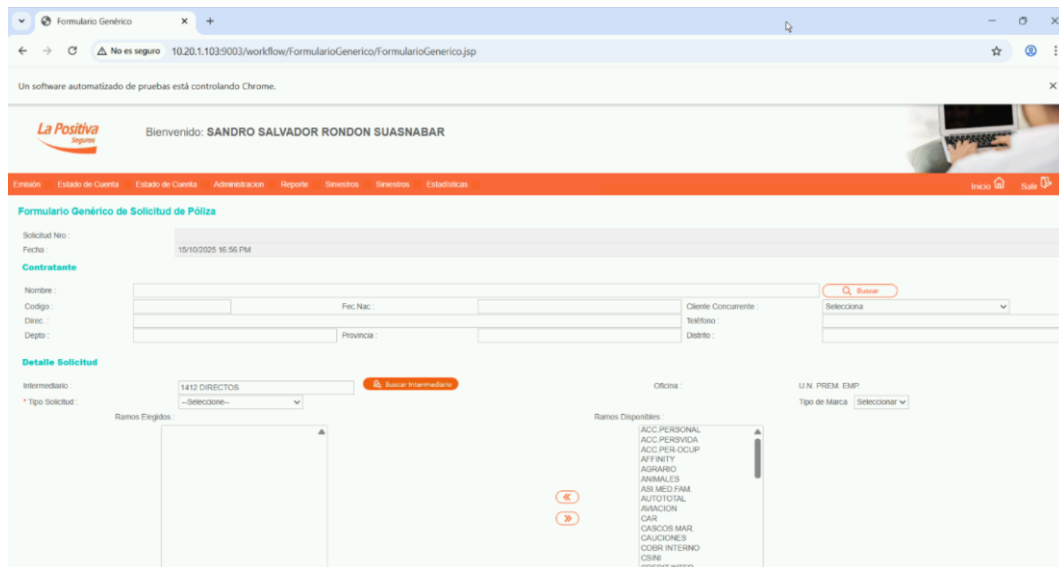 Formulario Genérico
No es seguro 10.20.1.103:9003/workflow/FormularioGenerico/FormularioGenerico.jsp
Un software automatizado de pruebas está controlando Chrome.
La Positiva
Seguros
Bienvenido: SANDRO SALVADOR RONDON SUASNABAR
Emisión Estado de Cuenta Estado de Cuenta Administracion Reporte Siniestros Siniestros Estadísticas Inicio Salir
Formulario Genérico de Solicitud de Póliza
Solicitud Nro :
Fecha : 15/10/2025 16:56 PM
Contratante
Nombre : Buscar
Codigo : Fec.Nac : Cliente Concurrente : Selecciona
Direc. : Teléfono :
Depto : Provincia : Distrito :
Detalle Solicitud
Intermediario : 1412 DIRECTOS Buscar Intermediario Oficina : U.N. PREM. EMP.
* Tipo Solicitud : --Seleccione-- Tipo de Marca Seleccionar
Ramos Elegidos : Ramos Disponibles :
ACC.PERSONAL
ACC.PERSVIDA
ACC.PER-OCUP
AFFINITY
AGRARIO
ANIMALES
ASI.MED.FAM.
AUTOTOTAL
AVIACION
CAR
CASCOS MAR.
CAUCIONES
COBR INTERNO
CSINI